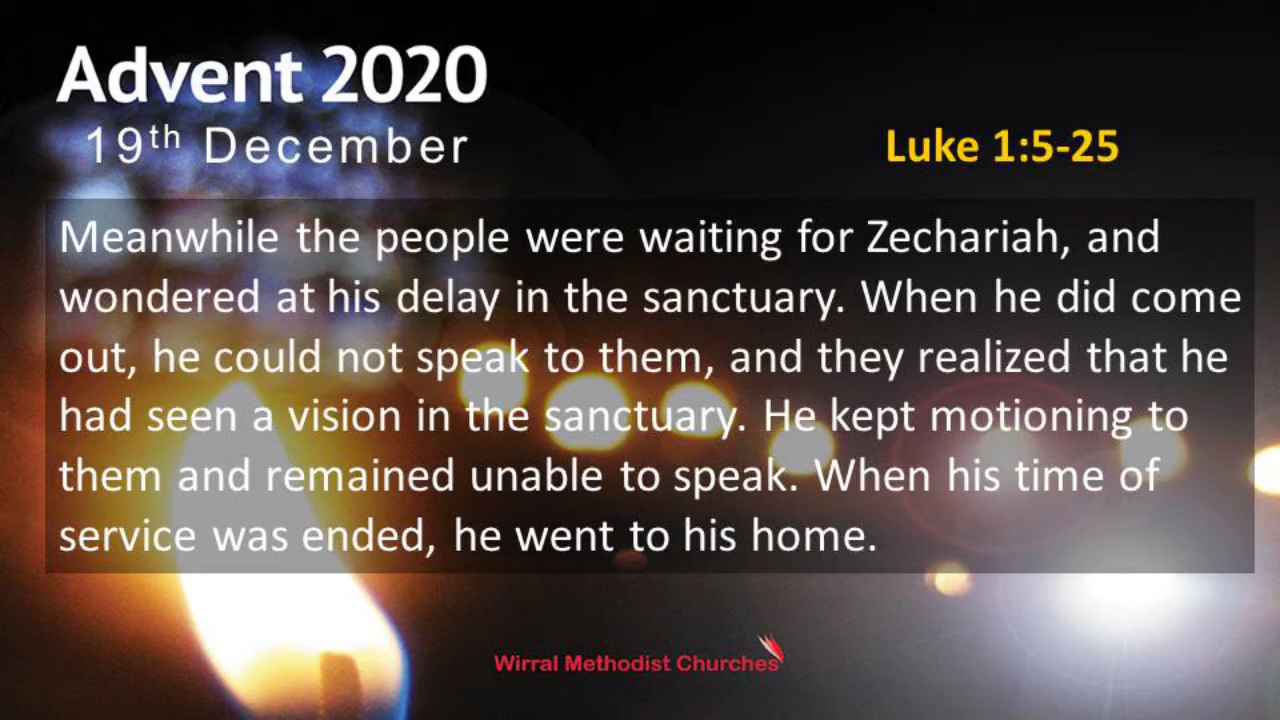 Advent 2020
19th December
Luke 1:5-25
Meanwhile the people were waiting for Zechariah, and
wondered at his delay in the sanctuary. When he did come
out, he could not speak to them, and they realized that he
had seen a vision in the sanctuary. He kept motioning to
them and remained unable to speak. When his time of
service was ended, he went to his home.
Wirral Methodist Churches